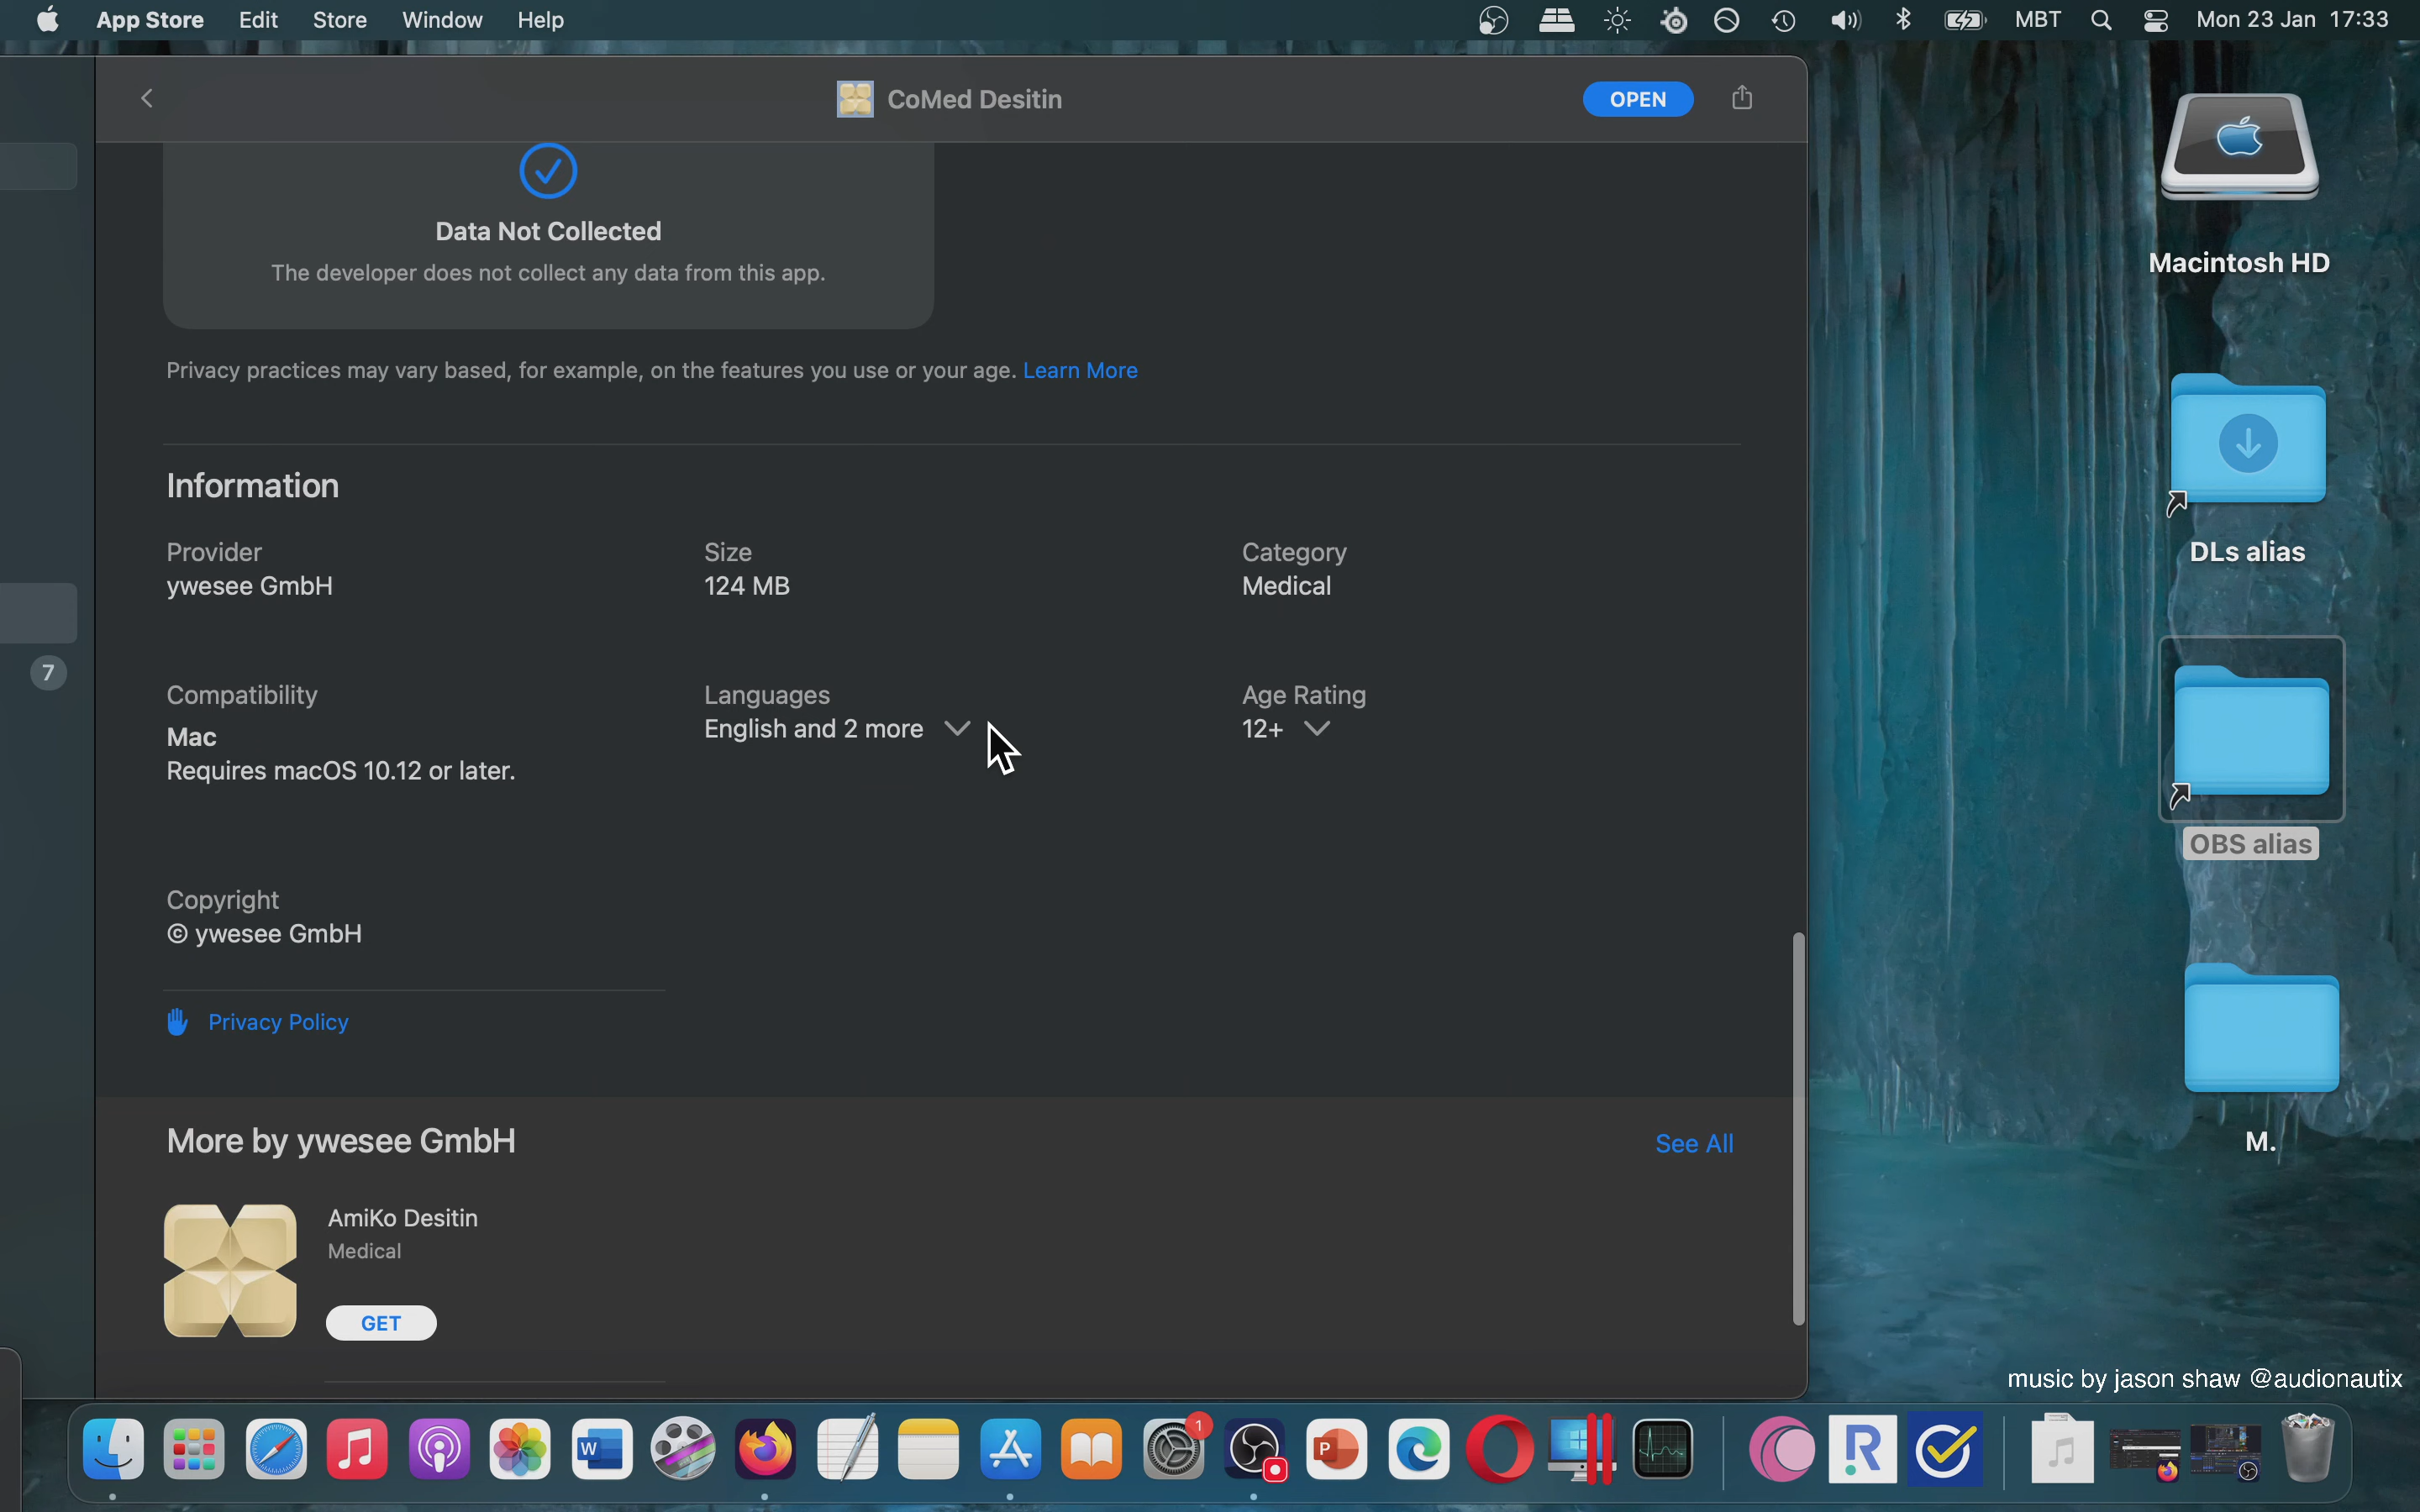 App Store Edit Store Window Help MBT Mon 23 Jan 17:33
CoMed Desitin
OPEN
Data Not Collected
The developer does not collect any data from this app.
Privacy practices may vary based, for example, on the features you use or your age. Learn More
Information
Provider
ywesee GmbH
Size
124 MB
Category
Medical
7
Compatibility
Mac
Requires macOS 10.12 or later.
Languages
English and 2 more
Age Rating
12+
Copyright
© ywesee GmbH
Privacy Policy
More by ywesee GmbH
See All
AmiKo Desitin
Medical
GET
Macintosh HD
DLs alias
OBS alias
M.
music by jason shaw @audionautix
W
1
P
R